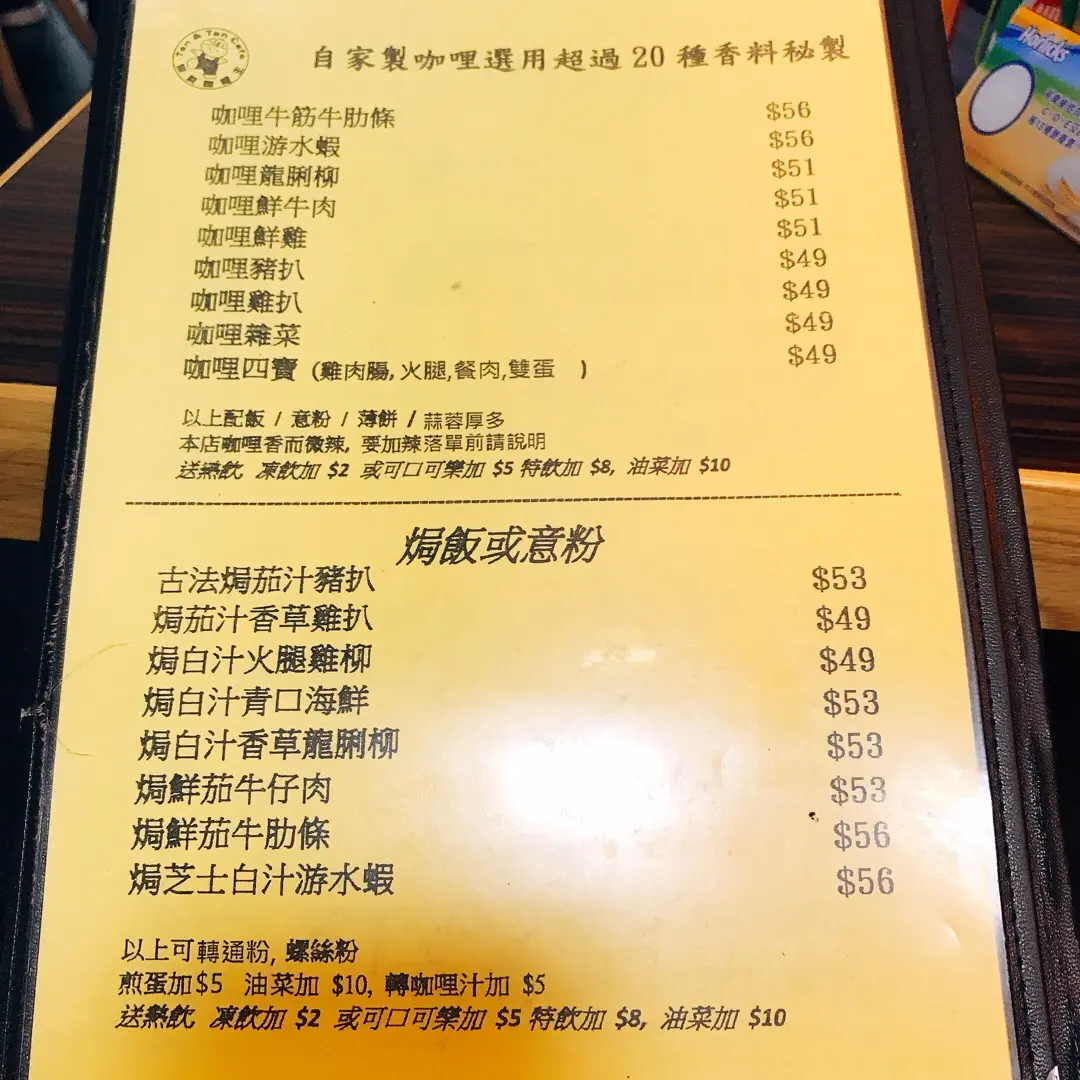 自家製咖哩選用超過20種香料秘製
咖哩牛筋牛肋條 $56
咖哩游水蝦 $56
咖哩龍脷柳 $51
咖哩鮮牛肉 $51
咖哩鮮雞 $51
咖哩豬扒 $49
咖哩雞扒 $49
咖哩雜菜 $49
咖哩四寶 (雞肉腸,火腿,餐肉,雙蛋 ) $49
以上配飯 / 意粉 / 薄餅 / 蒜蓉厚多
本店咖哩香而微辣, 要加辣落單前請說明
送熱飲 凍飲加 $2 或可口可樂加 $5 特飲加 $8, 油菜加 $10
焗飯或意粉
古法焗茄汁豬扒 $53
焗茄汁香草雞扒 $49
焗白汁火腿雞柳 $49
焗白汁青口海鮮 $53
焗白汁香草龍脷柳 $53
焗鮮茄牛仔肉 $53
焗鮮茄牛肋條 $56
焗芝士白汁游水蝦 $56
以上可轉通粉, 螺絲粉
煎蛋加$5 油菜加 $10, 轉咖哩汁加 $5
送熱飲 凍飲加 $2 或可口可樂加 $5 特飲加 $8, 油菜加 $10
Horlicks